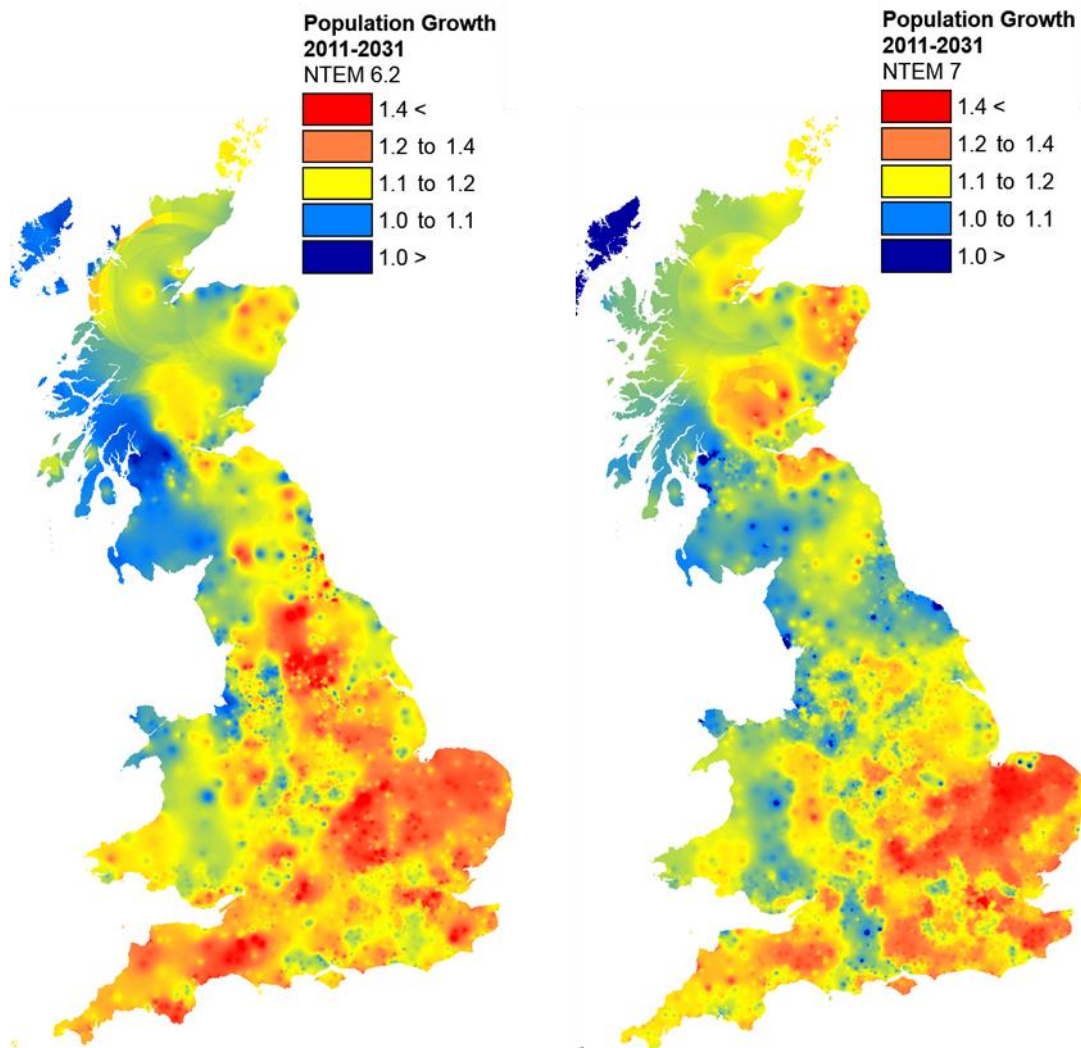 Population Growth
2011-2031
NTEM 6.2
1.4 <
1.2 to 1.4
1.1 to 1.2
1.0 to 1.1
1.0 >
Population Growth
2011-2031
NTEM 7
1.4 <
1.2 to 1.4
1.1 to 1.2
1.0 to 1.1
1.0 >